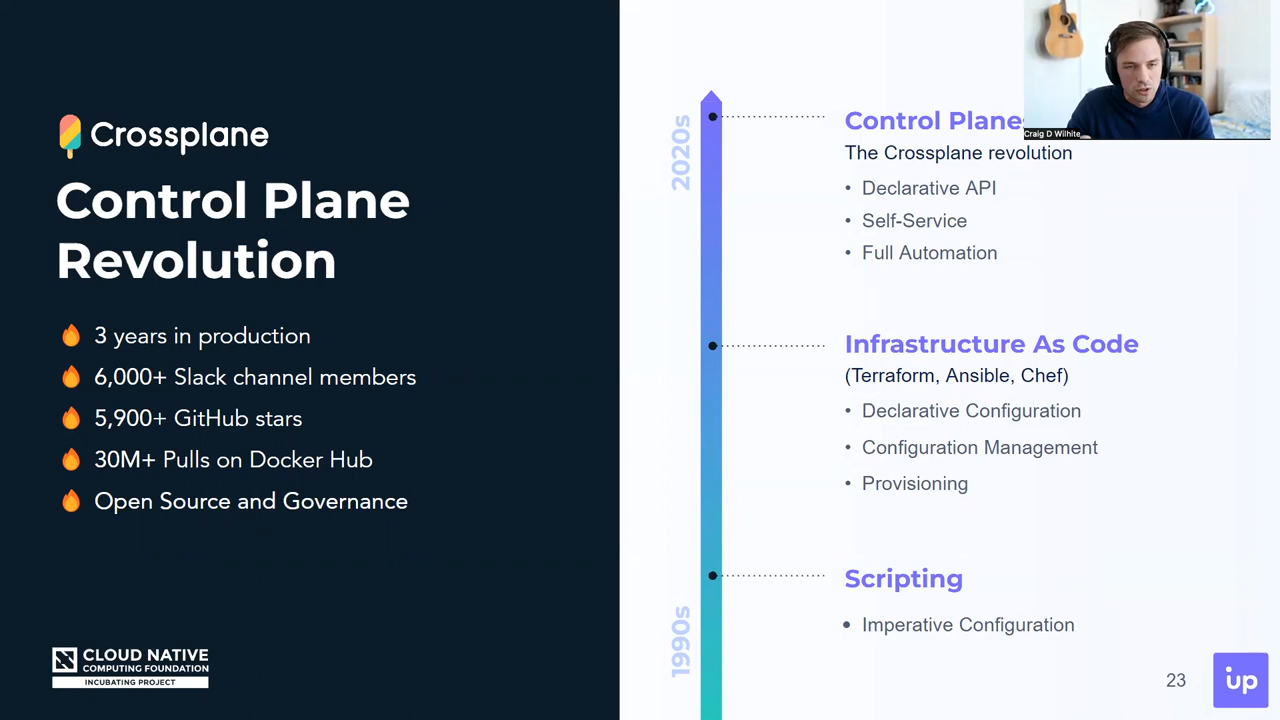 Crossplane
Control Plane
Revolution
3 years in production
6,000+ Slack channel members
5,900+ GitHub stars
30M+ Pulls on Docker Hub
Open Source and Governance
CLOUD NATIVE
COMPUTING FOUNDATION
INCUBATING PROJECT
2020s
1990s
Control Plane
The Crossplane revolution
• Declarative API
• Self-Service
• Full Automation
Infrastructure As Code
(Terraform, Ansible, Chef)
• Declarative Configuration
• Configuration Management
• Provisioning
Scripting
• Imperative Configuration
Craig D Wilhite
23
up